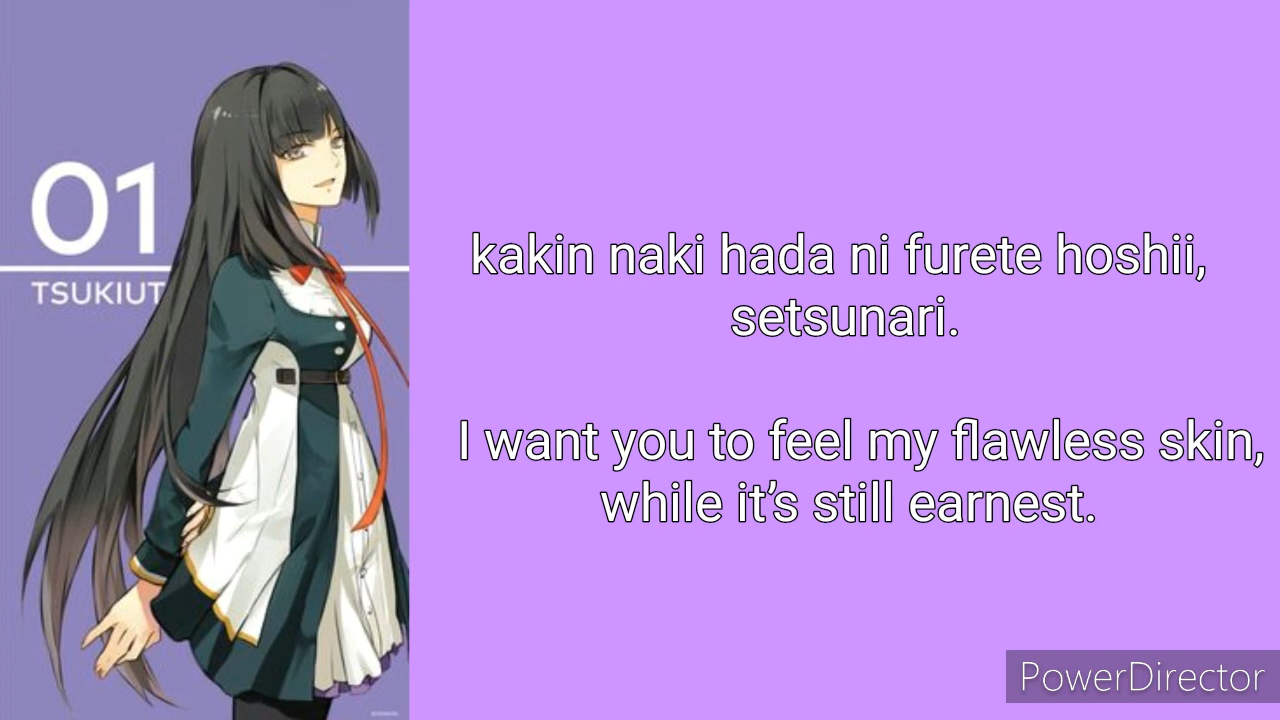 01
TSUKIUT
kakin naki hada ni furete hoshii,
setsunari.
I want you to feel my flawless skin,
while it's still earnest.
PowerDirector